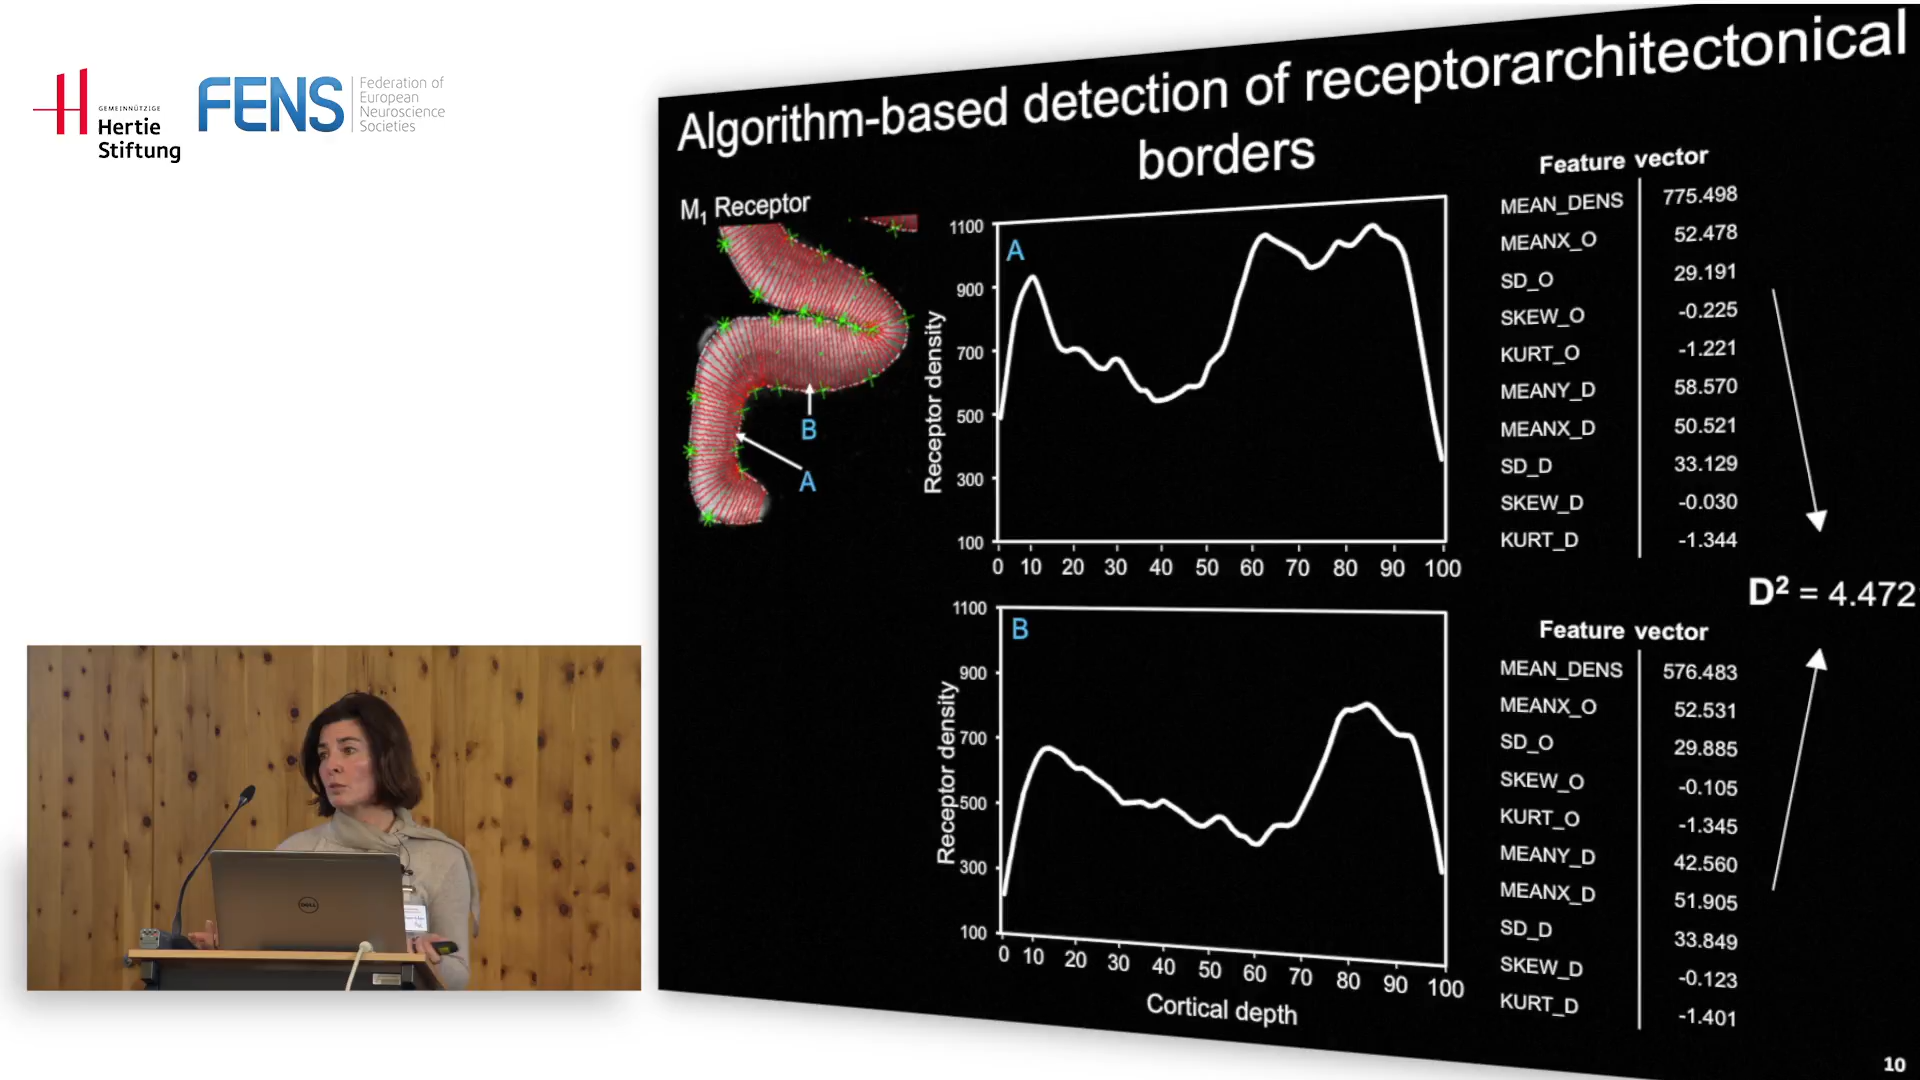 GEMEINNÜTZIGE
Hertie
Stiftung
FENS
Federation of
European
Neuroscience
Societies
Algorithm-based detection of receptorarchitectonical
borders
M1 Receptor
B
A
A
Receptor density
1100
900
700
500
300
100
0 10 20 30 40 50 60 70 80 90 100
Feature vector
MEAN_DENS 775.498
MEANX_O 52.478
SD_O 29.191
SKEW_O -0.225
KURT_O -1.221
MEANY_D 58.570
MEANX_D 50.521
SD_D 33.129
SKEW_D -0.030
KURT_D -1.344
D² = 4.472
B
Receptor density
1100
900
700
500
300
100
0 10 20 30 40 50 60 70 80 90 100
Cortical depth
Feature vector
MEAN_DENS 576.483
MEANX_O 52.531
SD_O 29.885
SKEW_O -0.105
KURT_O -1.345
MEANY_D 42.560
MEANX_D 51.905
SD_D 33.849
SKEW_D -0.123
KURT_D -1.401
10
DELL